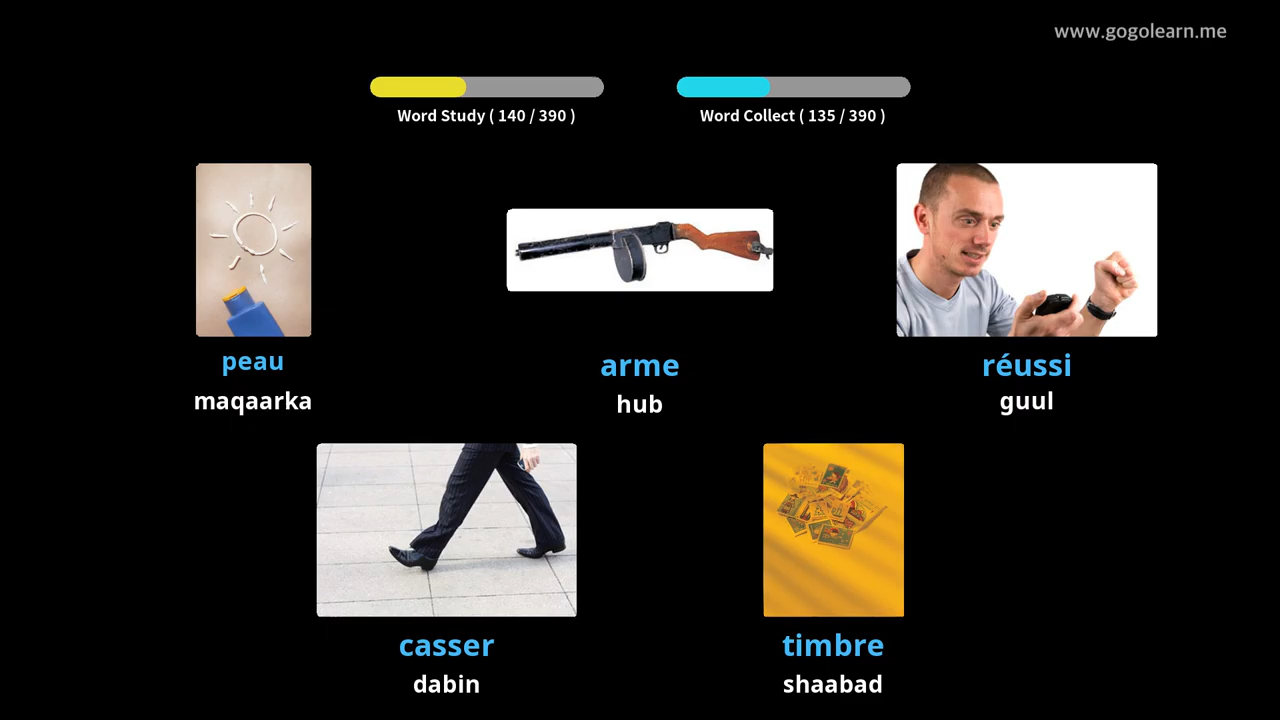 www.gogolearn.me
Word Study ( 140 / 390 )
Word Collect ( 135 / 390 )
peau
maqaarka
arme
hub
réussi
guul
casser
dabin
timbre
shaabad